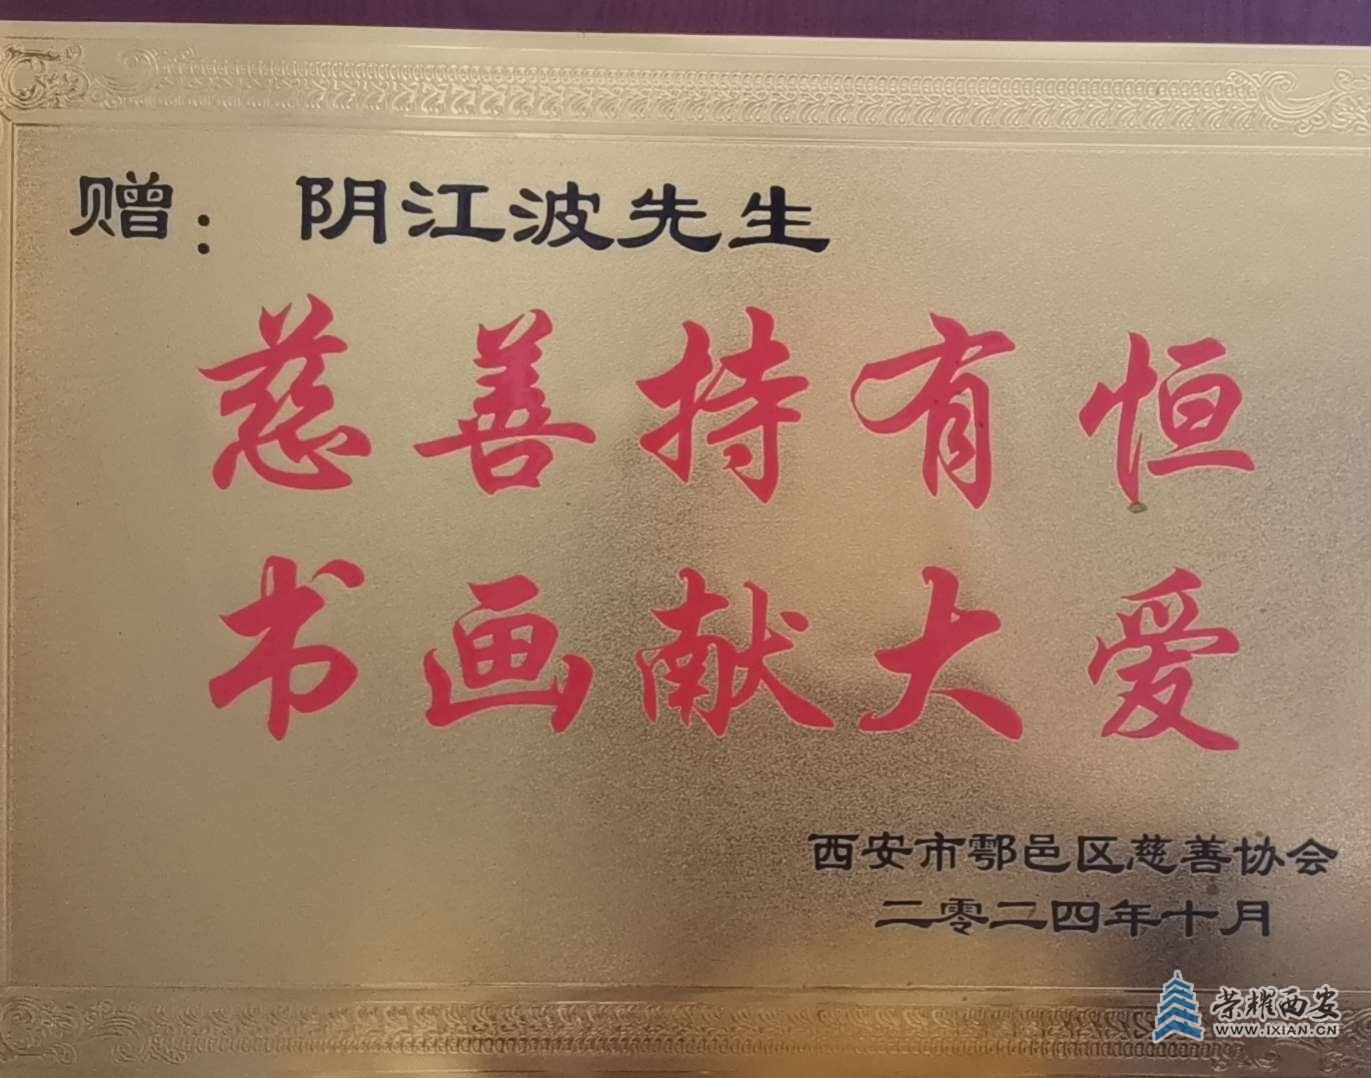 赠：阴江波先生
慈善持有恒
书画献大爱
西安市鄠邑区慈善协会
二零二四年十月
荣耀西安
WWW.IXIAN.CN